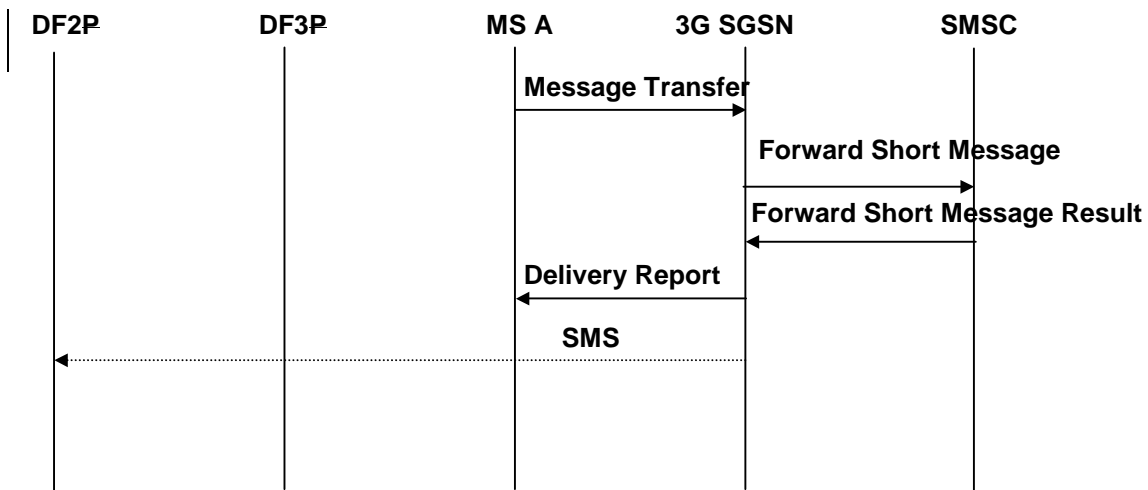 DF2P DF3P MS A 3G SGSN SMSC
Message Transfer
Forward Short Message
Forward Short Message Result
Delivery Report
SMS